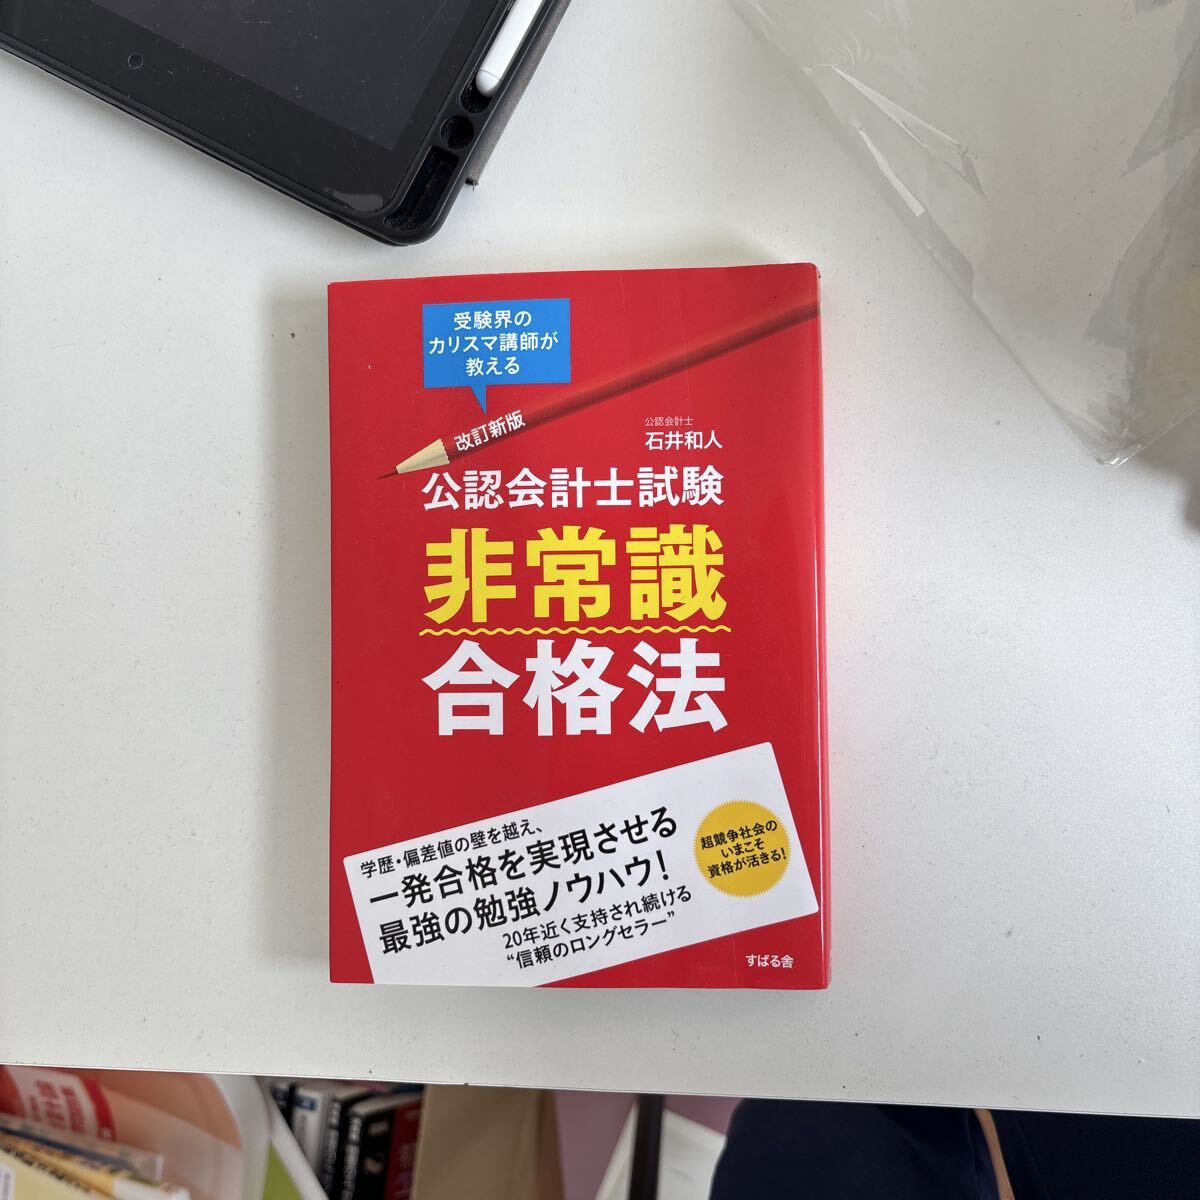 受験界の
カリスマ講師が
教える
改訂新版
公認会計士
石井和人
公認会計士試験
非常識
合格法
学歴・偏差値の壁を越え、
一発合格を実現させる
最強の勉強ノウハウ！
20年近く支持され続ける
“信頼のロングセラー”
超競争社会の
いまこそ
資格が活きる！
すばる舎